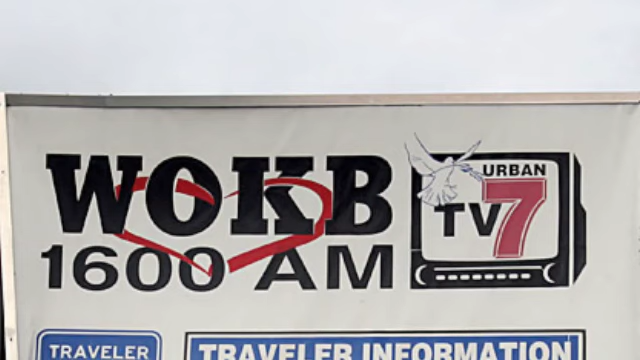 WOKB
1600 AM
URBAN
TV7
TRAVELER
TRAVELER INFORMATION